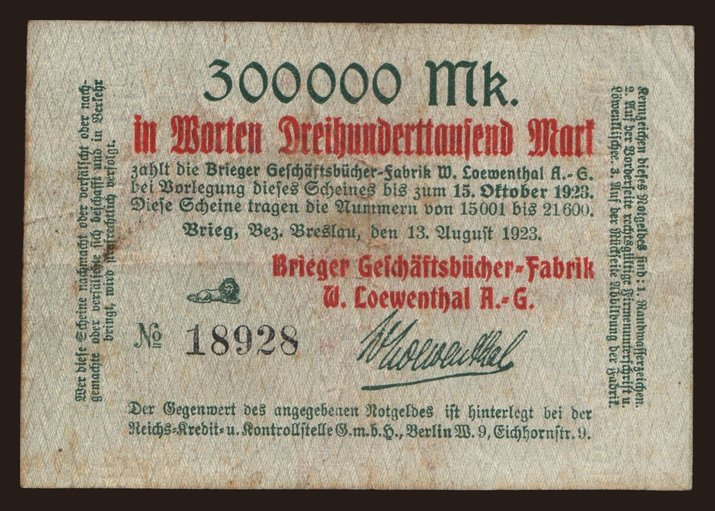 300000 Mk.
in Worten Dreihunderttausend Mark
zahlt die Brieger Geschäftsbücher-Fabrik W. Loewenthal A.-G.
bei Vorlegung dieses Scheines bis zum 15. Oktober 1923.
Diese Scheine tragen die Nummern von 15001 bis 21600.
Brieg, Bez. Breslau, den 13. August 1923.
Brieger Geschäftsbücher-Fabrik
W. Loewenthal A.-G.
No 18928
W Loewenthal
Der Gegenwert des angegebenen Notgeldes ist hinterlegt bei der
Reichs-Kredit- u. Kontrollstelle G.m.b.H., Berlin W. 9, Eichhornstr. 9.
Wer diese Scheine nachmacht oder verfälscht oder nach-
gemachte oder verfälschte sich beschafft und in Verkehr
bringt, wird strafrechtlich verfolgt.
Kennzeichen dieses Notgeldes sind: 1. Randwasserzeichen.
2. Auf der Vorderseite rechtsgültige Firmenunterschrift u.
Löwenklischer. 3. Auf der Rückseite Abbildung der Fabrik.